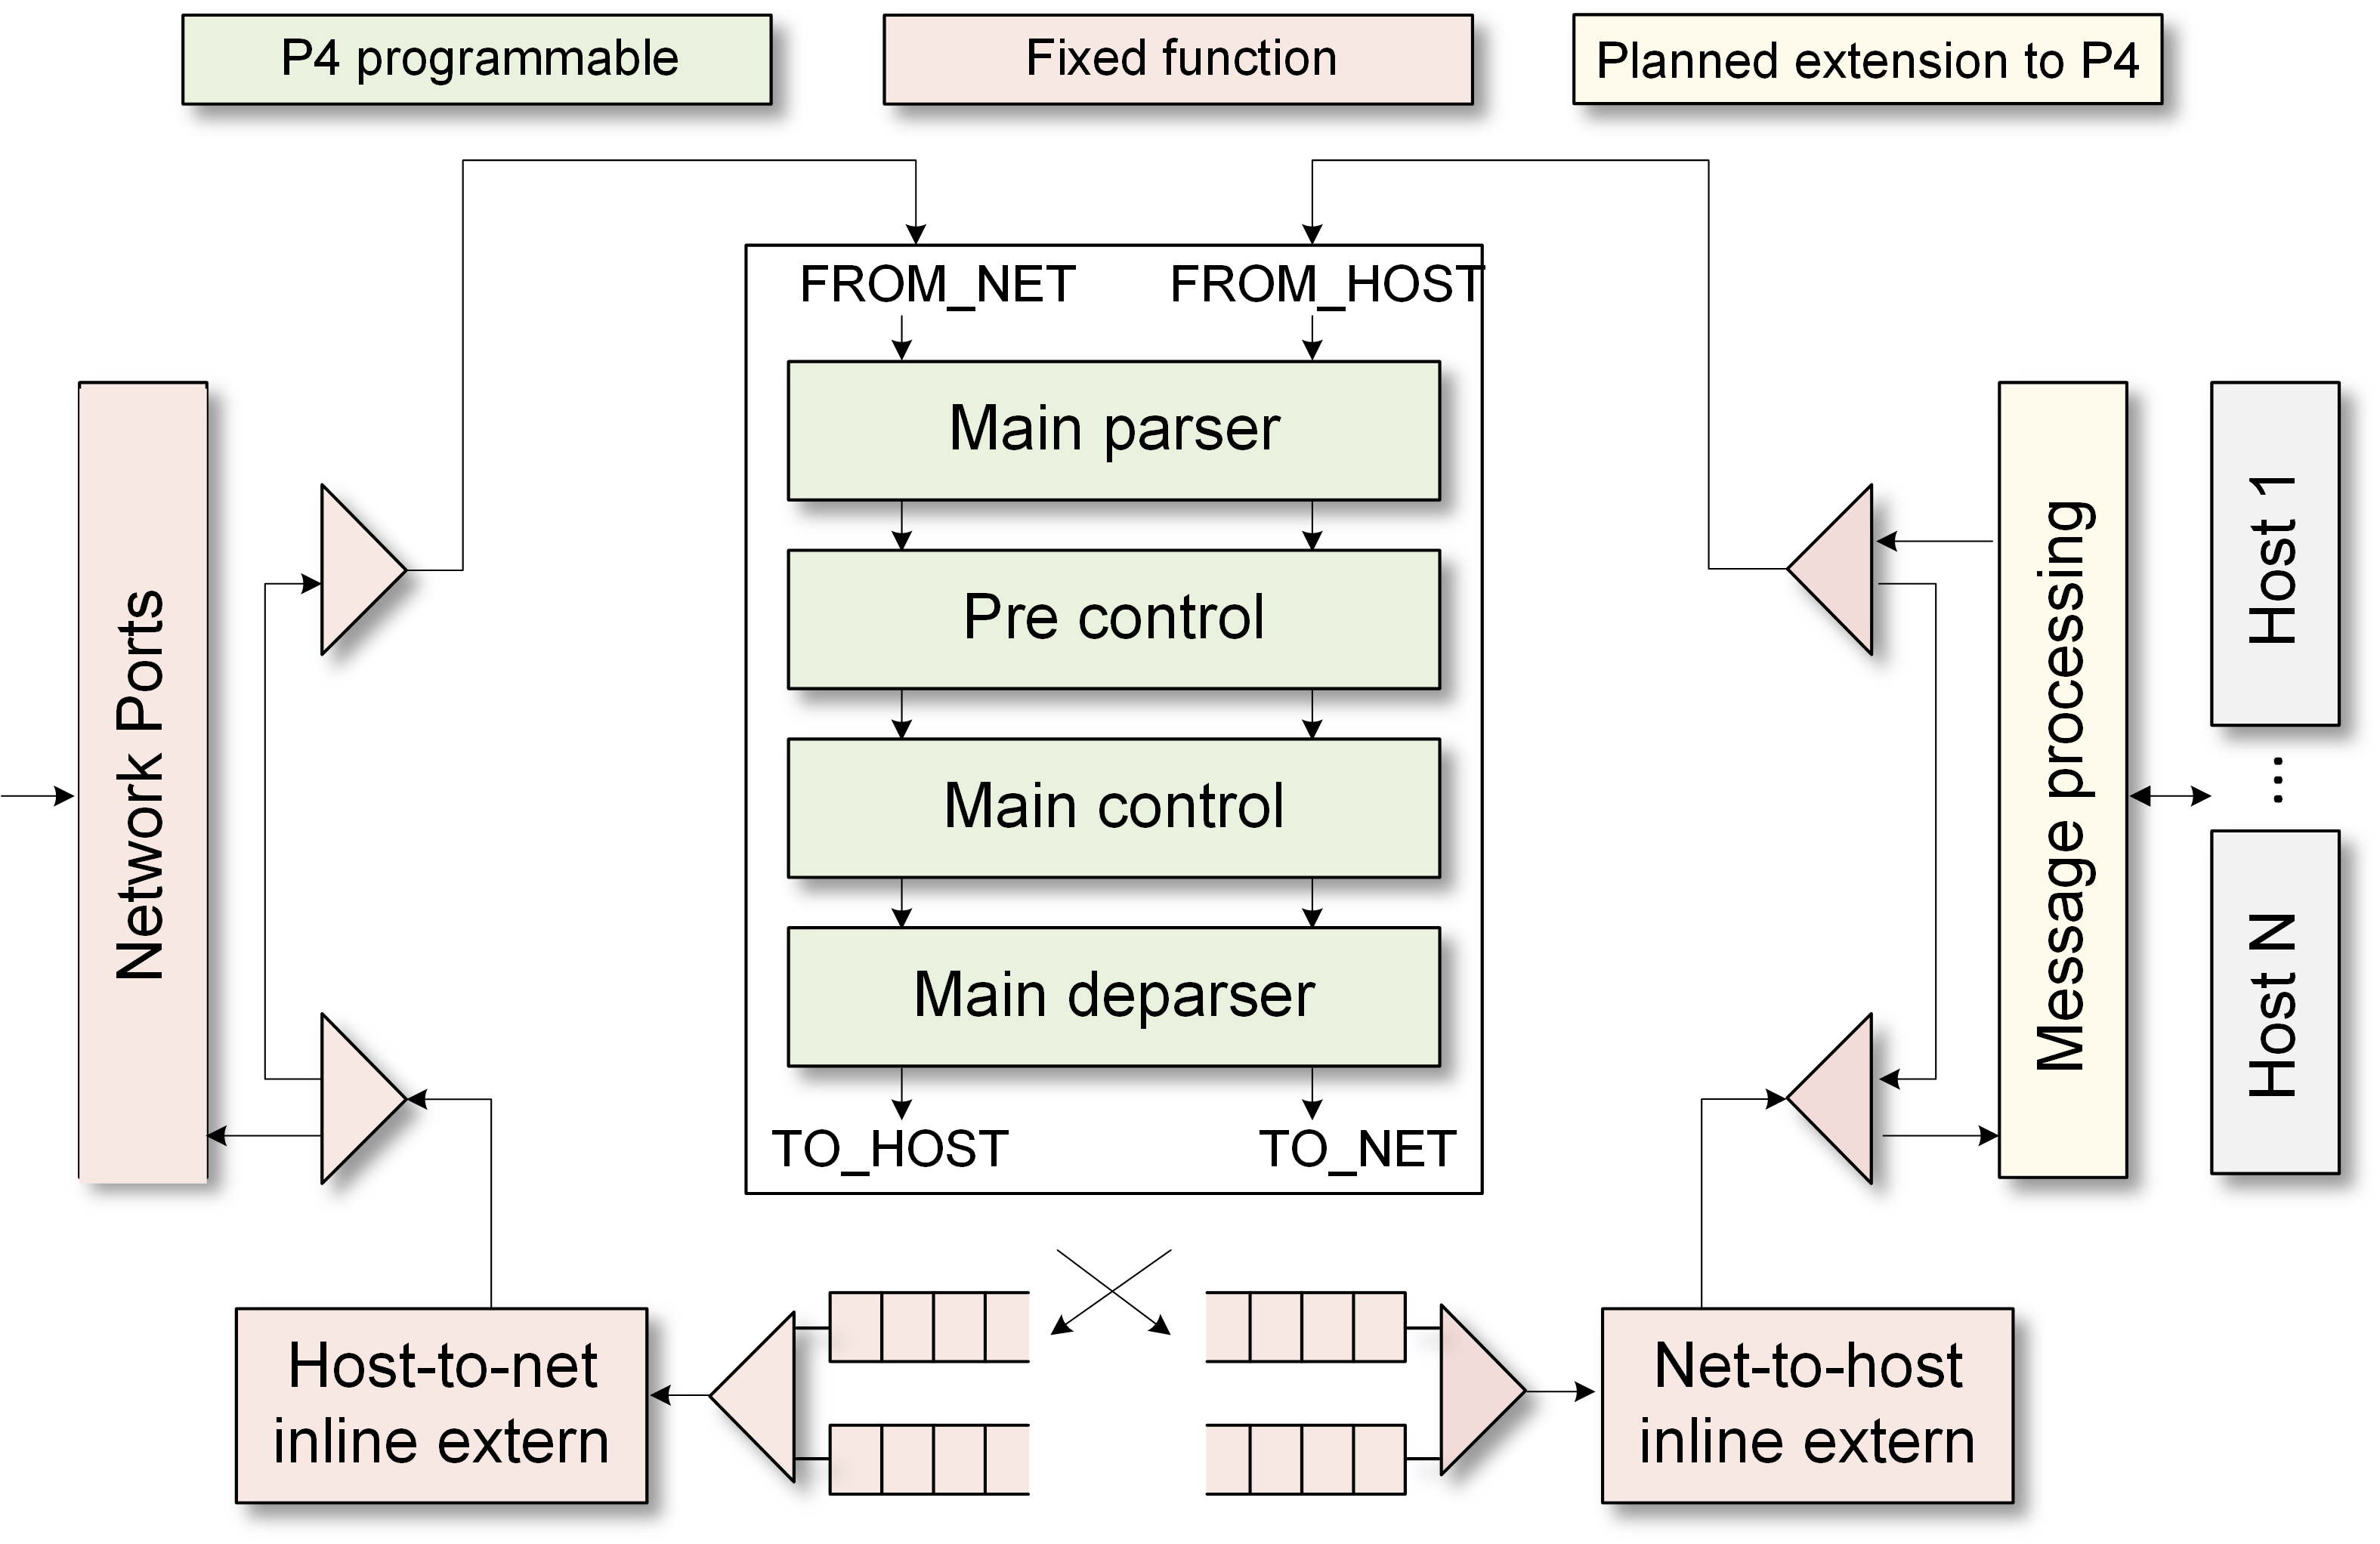 P4 programmable
Fixed function
Planned extension to P4
FROM_NET
FROM_HOST
Main parser
Pre control
Main control
Main deparser
TO_HOST
TO_NET
Network Ports
Message processing
Host 1
...
Host N
Host-to-net
inline extern
Net-to-host
inline extern